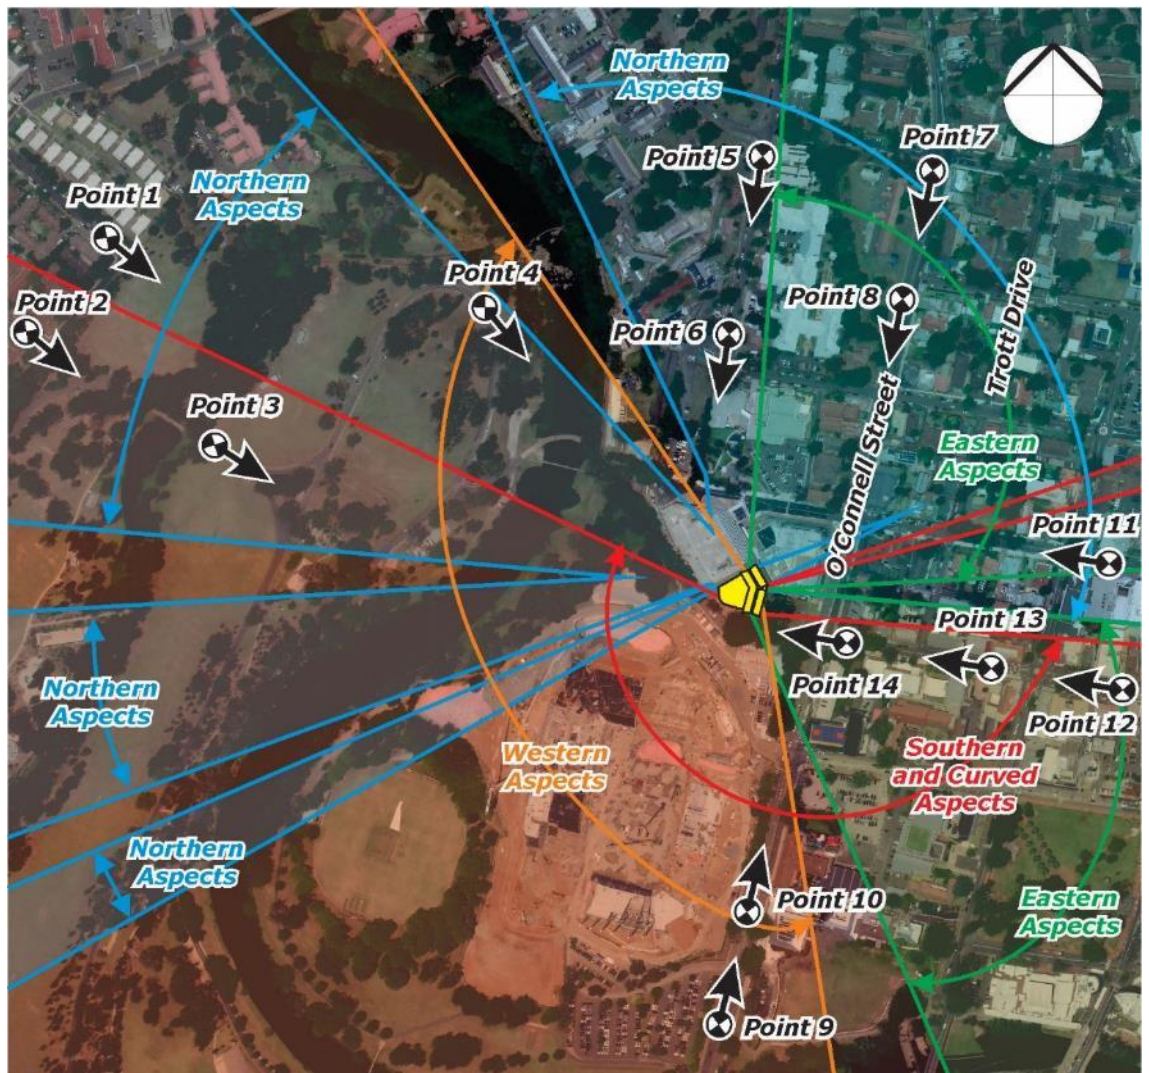 Northern
Aspects
Point 7
Point 5
Point 1
Northern
Aspects
Point 4
Point 8
Trott Drive
Point 2
Point 6
Point 3
O'Connell Street
Eastern
Aspects
Point 11
Point 13
Northern
Aspects
Point 14
Point 12
Western
Aspects
Southern
and Curved
Aspects
Northern
Aspects
Point 10
Eastern
Aspects
Point 9